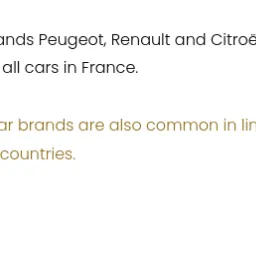 ands Peugeot, Renault and Citroë
all cars in France.
ar brands are also common in lin
countries.